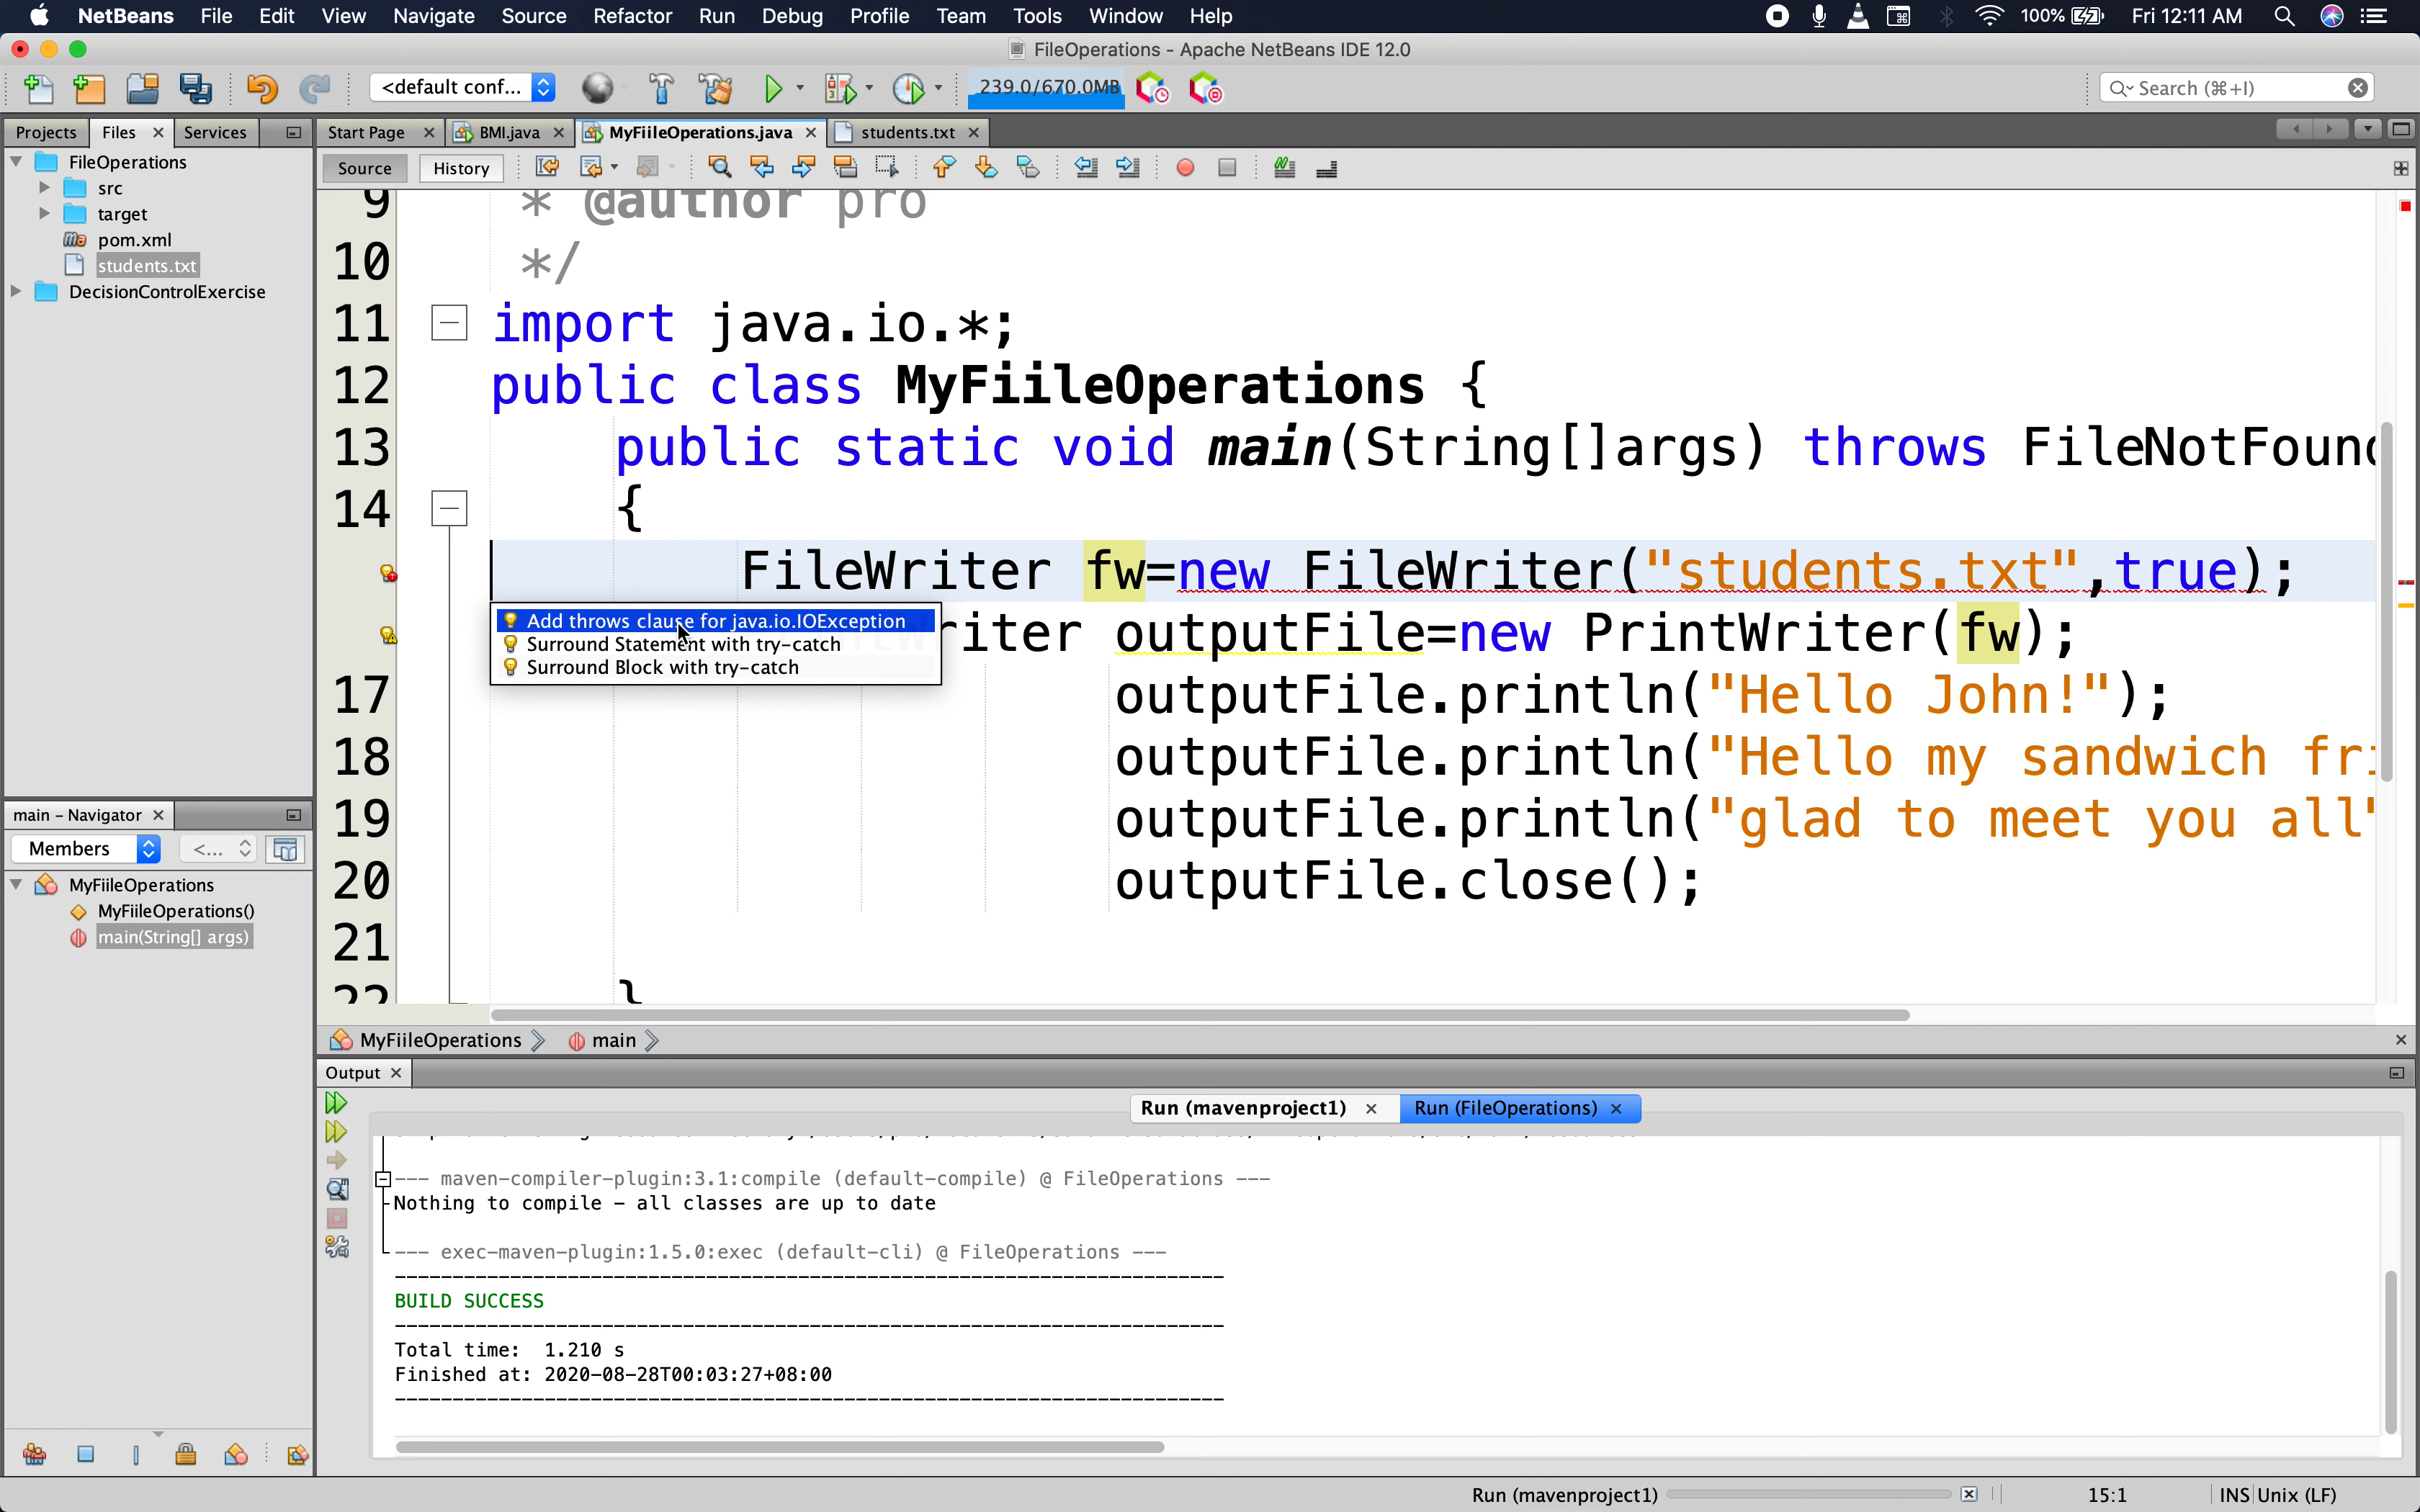 NetBeans File Edit View Navigate Source Refactor Run Debug Profile Team Tools Window Help 100% Fri 12:11 AM
FileOperations - Apache NetBeans IDE 12.0
<default conf... 239.0/670.0MB Search (⌘+I)
Projects Files Services Start Page BMI.java MyFiileOperations.java students.txt
Source History
FileOperations
src
target
pom.xml
students.txt
DecisionControlExercise
9 * @author pro
10 */
11 import java.io.*;
12 public class MyFiileOperations {
13 public static void main(String[]args) throws FileNotFoun
14 {
FileWriter fw=new FileWriter("students.txt",true);
Add throws clause for java.io.IOException
Surround Statement with try-catch
Surround Block with try-catch
riter outputFile=new PrintWriter(fw);
17 outputFile.println("Hello John!");
18 outputFile.println("Hello my sandwich fri
19 outputFile.println("glad to meet you all"
20 outputFile.close();
21
22 }
main - Navigator
Members <...
MyFiileOperations
MyFiileOperations()
main(String[] args)
MyFiileOperations main
Output
Run (mavenproject1) Run (FileOperations)
--- maven-compiler-plugin:3.1:compile (default-compile) @ FileOperations ---
Nothing to compile - all classes are up to date
--- exec-maven-plugin:1.5.0:exec (default-cli) @ FileOperations ---
------------------------------------------------------------------------
BUILD SUCCESS
------------------------------------------------------------------------
Total time: 1.210 s
Finished at: 2020-08-28T00:03:27+08:00
------------------------------------------------------------------------
Run (mavenproject1) 15:1 INS Unix (LF)